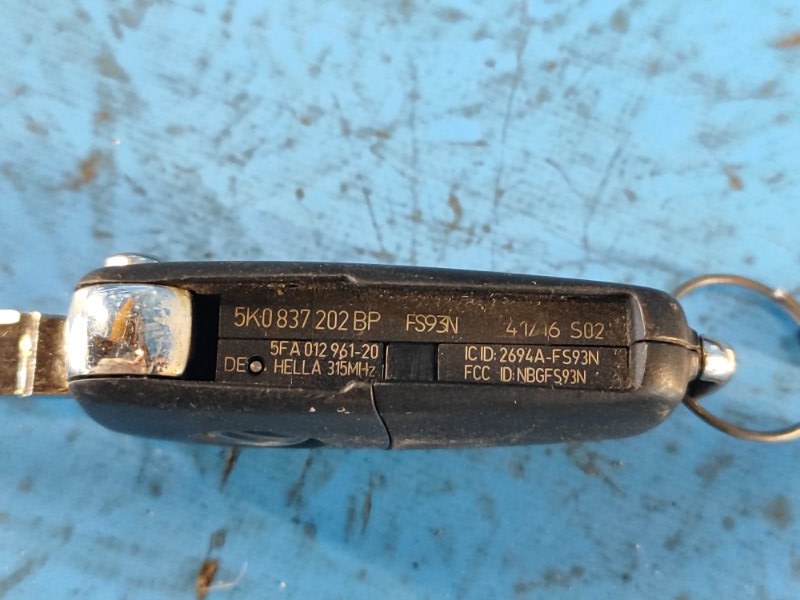 5K0 837 202 BP FS93N 41/16 S02
5FA 012 961-20
DE HELLA 315MHz
IC ID: 2694A-FS93N
FCC ID: NBGFS93N